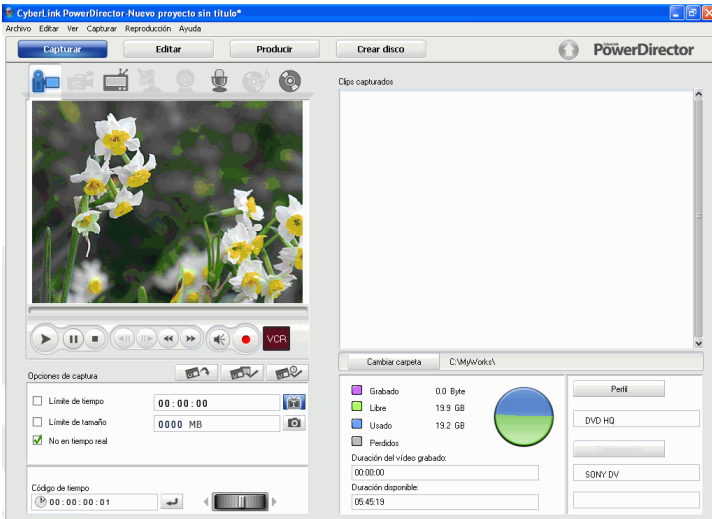 CyberLink PowerDirector-Nuevo proyecto sin título*
Archivo Editar Ver Capturar Reproducción Ayuda
Capturar Editar Producir Crear disco
CyberLink
PowerDirector
Clips capturados
VCR
Cambiar carpeta C:\MyWorks\
Opciones de captura
Límite de tiempo 00:00:00
Límite de tamaño 0000 MB
No en tiempo real
Código de tiempo
00:00:00:01
Grabado 0.0 Byte
Libre 19.9 GB
Usado 19.2 GB
Perdidos
Duración del vídeo grabado:
00:00:00
Duración disponible:
05:45:19
Perfil
DVD HQ
Configuración
SONY DV